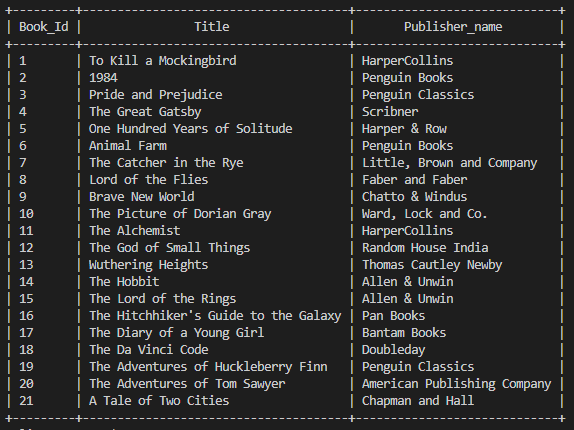 +---------+----------------------------------+---------------------------+
| Book_Id |               Title              |       Publisher_name      |
+---------+----------------------------------+---------------------------+
| 1       | To Kill a Mockingbird            | HarperCollins             |
| 2       | 1984                             | Penguin Books             |
| 3       | Pride and Prejudice              | Penguin Classics          |
| 4       | The Great Gatsby                 | Scribner                  |
| 5       | One Hundred Years of Solitude    | Harper & Row              |
| 6       | Animal Farm                      | Penguin Books             |
| 7       | The Catcher in the Rye           | Little, Brown and Company |
| 8       | Lord of the Flies                | Faber and Faber           |
| 9       | Brave New World                  | Chatto & Windus           |
| 10      | The Picture of Dorian Gray       | Ward, Lock and Co.        |
| 11      | The Alchemist                    | HarperCollins             |
| 12      | The God of Small Things          | Random House India        |
| 13      | Wuthering Heights                | Thomas Cautley Newby      |
| 14      | The Hobbit                       | Allen & Unwin             |
| 15      | The Lord of the Rings            | Allen & Unwin             |
| 16      | The Hitchhiker's Guide to the Galaxy | Pan Books                 |
| 17      | The Diary of a Young Girl        | Bantam Books              |
| 18      | The Da Vinci Code                | Doubleday                 |
| 19      | The Adventures of Huckleberry Finn | Penguin Classics          |
| 20      | The Adventures of Tom Sawyer     | American Publishing Company |
| 21      | A Tale of Two Cities             | Chapman and Hall          |
+---------+----------------------------------+---------------------------+